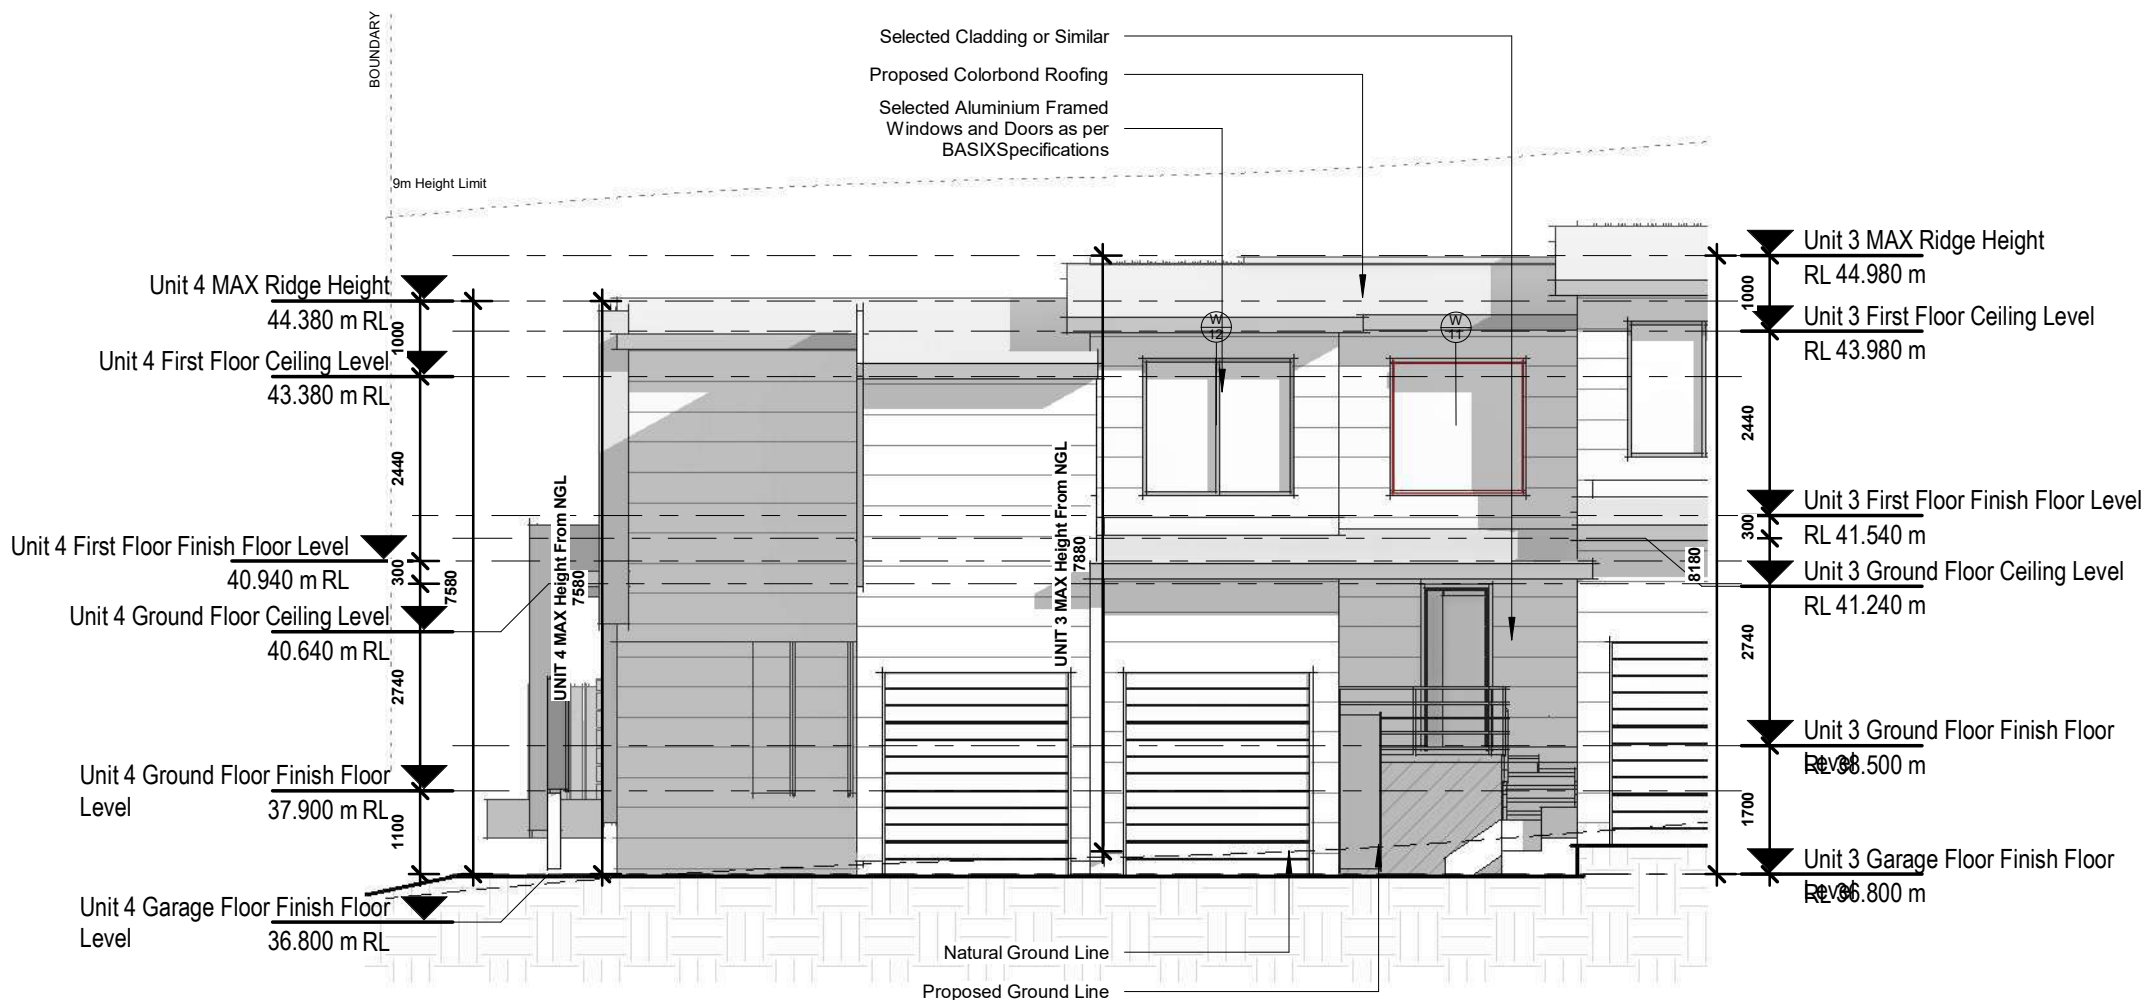 BOUNDARY
Selected Cladding or Similar
Proposed Colorbond Roofing
Selected Aluminium Framed
Windows and Doors as per
BASIXSpecifications
9m Height Limit
Unit 4 MAX Ridge Height
44.380 m RL
1000
Unit 4 First Floor Ceiling Level
43.380 m RL
2440
Unit 4 First Floor Finish Floor Level
40.940 m RL
300
Unit 4 Ground Floor Ceiling Level
40.640 m RL
2740
Unit 4 Ground Floor Finish Floor
Level
37.900 m RL
1100
Unit 4 Garage Floor Finish Floor
Level
36.800 m RL
7580
UNIT 4 MAX Height From NGL
7580
UNIT 3 MAX Height From NGL
7880
W
12
W
11
8180
Unit 3 MAX Ridge Height
RL 44.980 m
1000
Unit 3 First Floor Ceiling Level
RL 43.980 m
2440
Unit 3 First Floor Finish Floor Level
RL 41.540 m
300
Unit 3 Ground Floor Ceiling Level
RL 41.240 m
2740
Unit 3 Ground Floor Finish Floor
Level
RL 38.500 m
1700
Unit 3 Garage Floor Finish Floor
Level
RL 36.800 m
Natural Ground Line
Proposed Ground Line